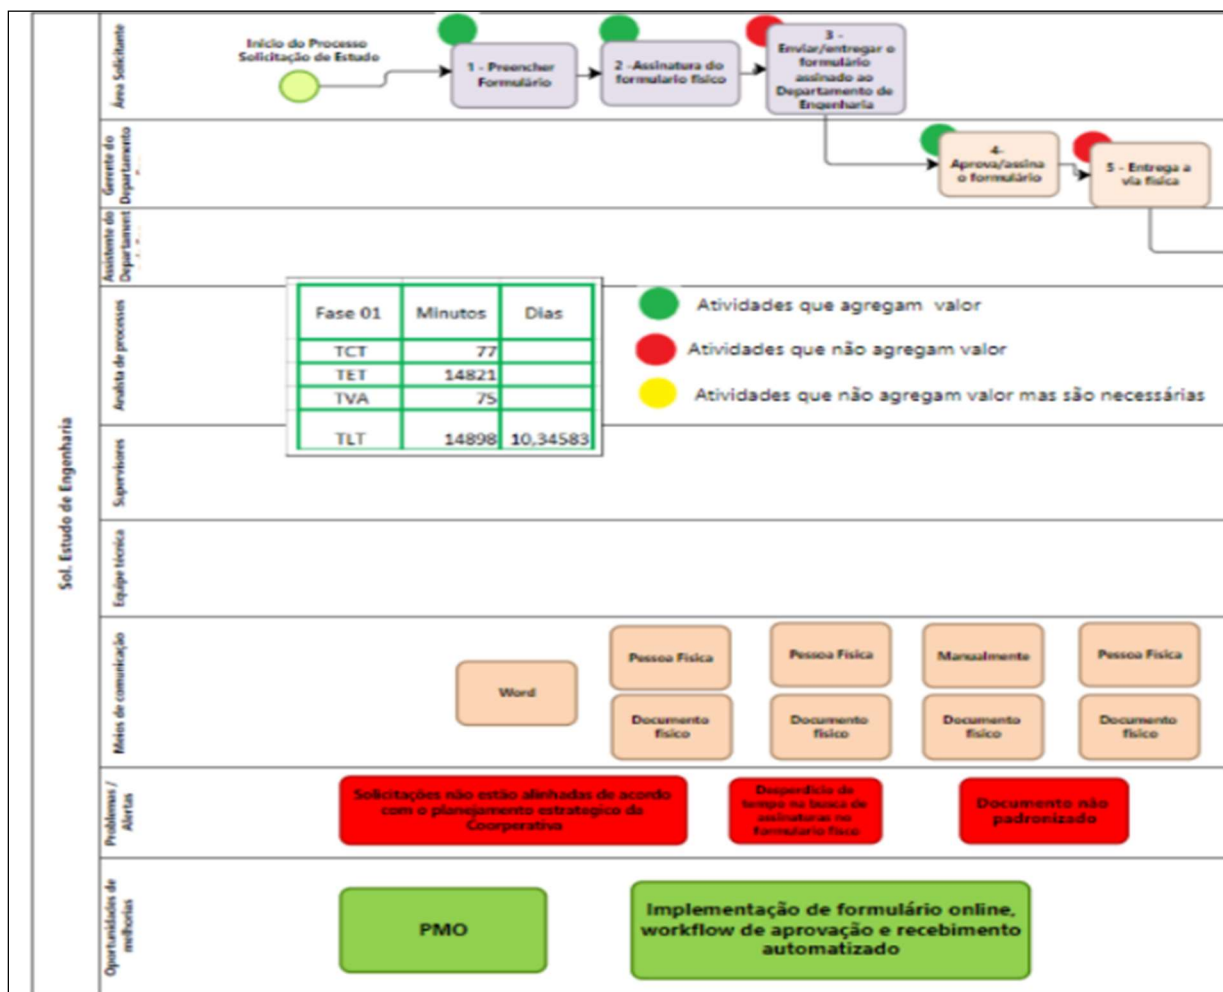 Sol. Estudo de Engenharia
Área Solicitante
Início do Processo
Solicitação de Estudo
1 - Preencher
Formulário
2 -Assinatura do
formulario físico
3 -
Enviar/entregar o
formulário
assinado ao
Departamento de
Engenharia
Gerente do
Departamento
4-
Aprova/assina
o formulário
5 - Entrega a
via física
Assistente do
Departament
Analista de processos
Fase 01 Minutos Dias
TCT 77
TET 14821
TVA 75
TLT 14898 10,34583
Atividades que agregam valor
Atividades que não agregam valor
Atividades que não agregam valor mas são necessárias
Supervisores
Equipe técnica
Meios de comunicação
Word
Pessoa Física
Documento
físico
Pessoa Física
Documento
físico
Manualmente
Documento
físico
Pessoa Física
Documento
físico
Problemas /
Alertas
Solicitações não estão alinhadas de acordo
com o planejamento estrategico da
Coorperativa
Desperdício de
tempo na busca de
assinaturas no
formulario fisco
Documento não
padronizado
Oportunidades de
melhorias
PMO
Implementação de formulário online,
workflow de aprovação e recebimento
automatizado